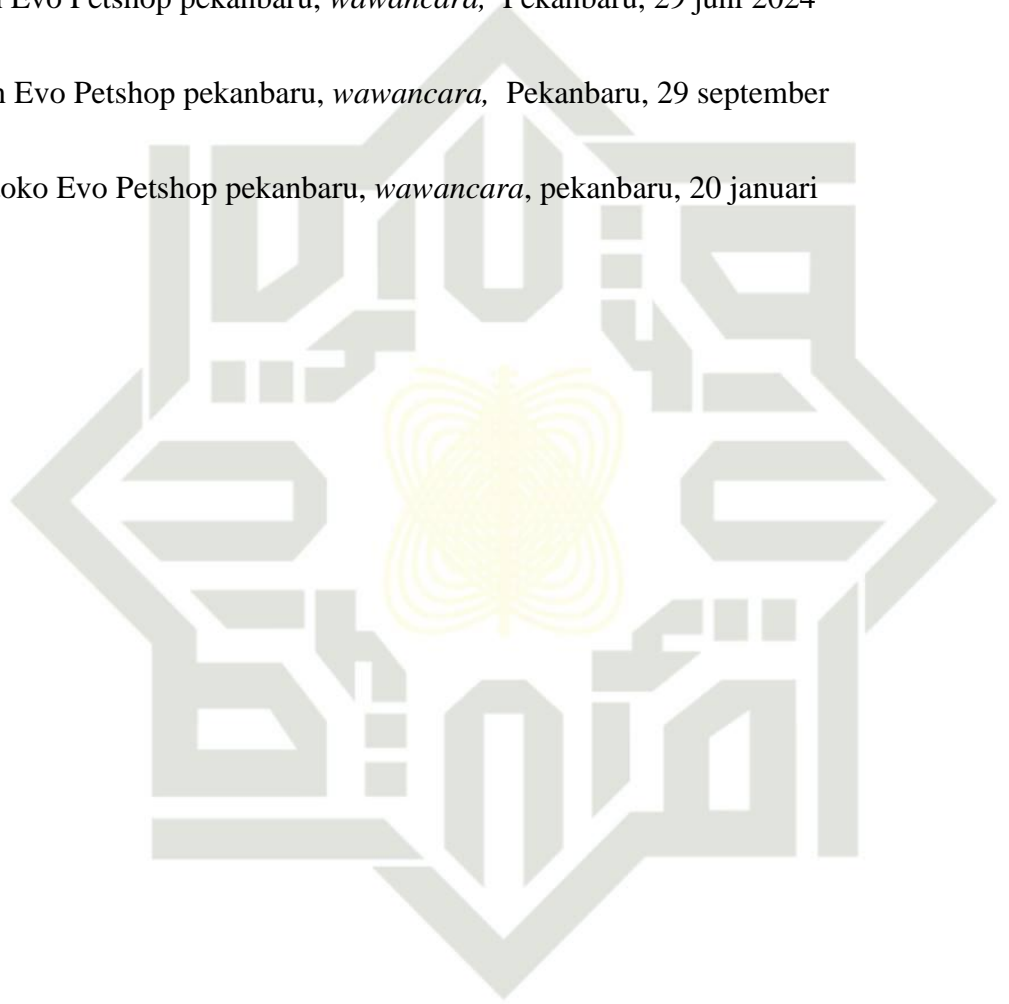 Evo Petshop pekanbaru, wawancara, Pekanbaru, 29 juni 2024
Evo Petshop pekanbaru, wawancara, Pekanbaru, 29 september
oko Evo Petshop pekanbaru, wawancara, pekanbaru, 20 januari